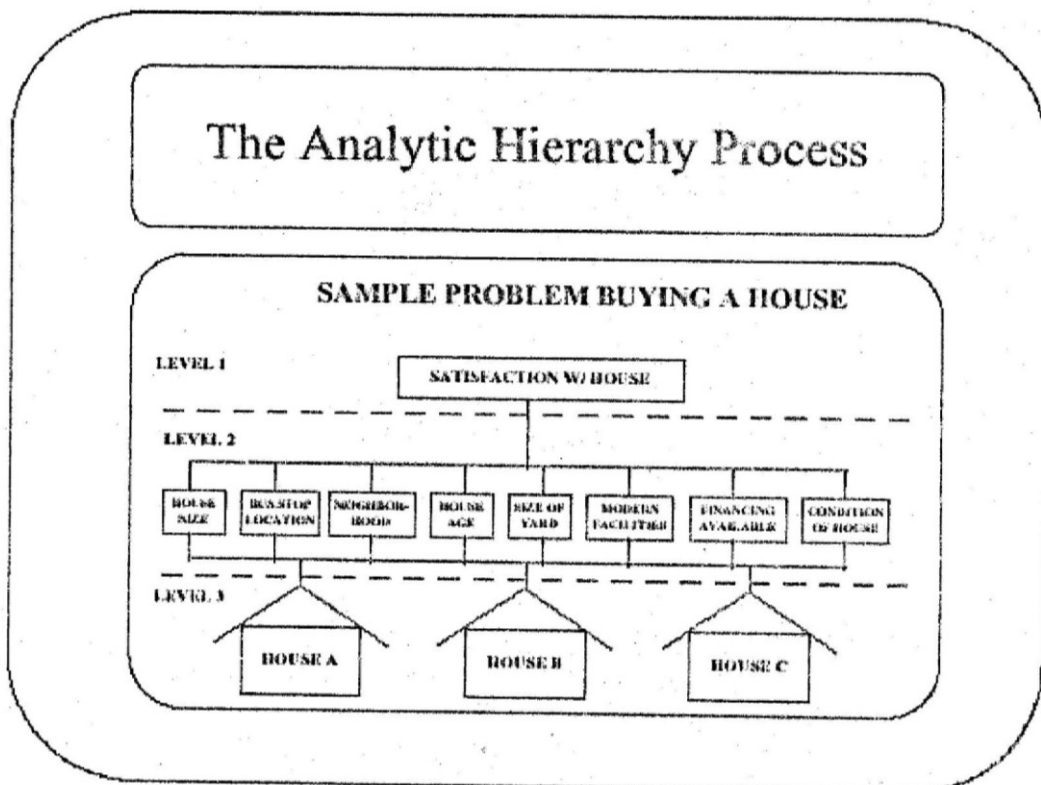 The Analytic Hierarchy Process
SAMPLE PROBLEM BUYING A HOUSE
LEVEL 1
SATISFACTION W/ HOUSE
LEVEL 2
HOUSE
SIZE
BUS STOP
LOCATION
NEIGHBOR-
HOOD
HOUSE
AGE
SIZE OF
YARD
MODERN
FACILITIES
FINANCING
AVAILABLE
CONDITION
OF HOUSE
LEVEL 3
HOUSE A
HOUSE B
HOUSE C